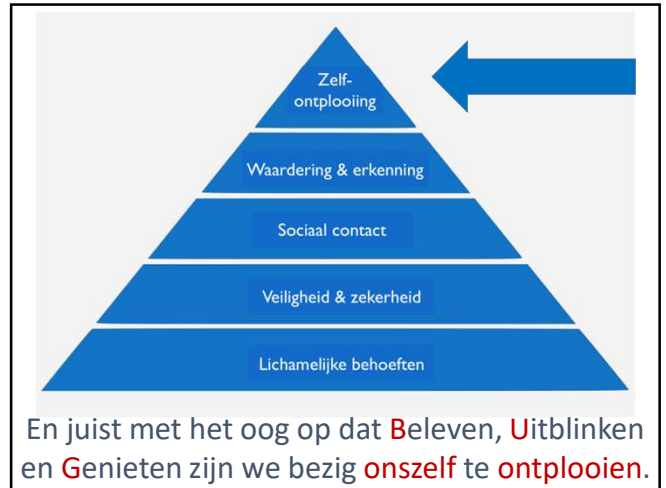 Zelf-
ontplooiing
Waardering & erkenning
Sociaal contact
Veiligheid & zekerheid
Lichamelijke behoeften
En juist met het oog op dat Beleven, Uitblinken
en Genieten zijn we bezig onszelf te ontplooien.